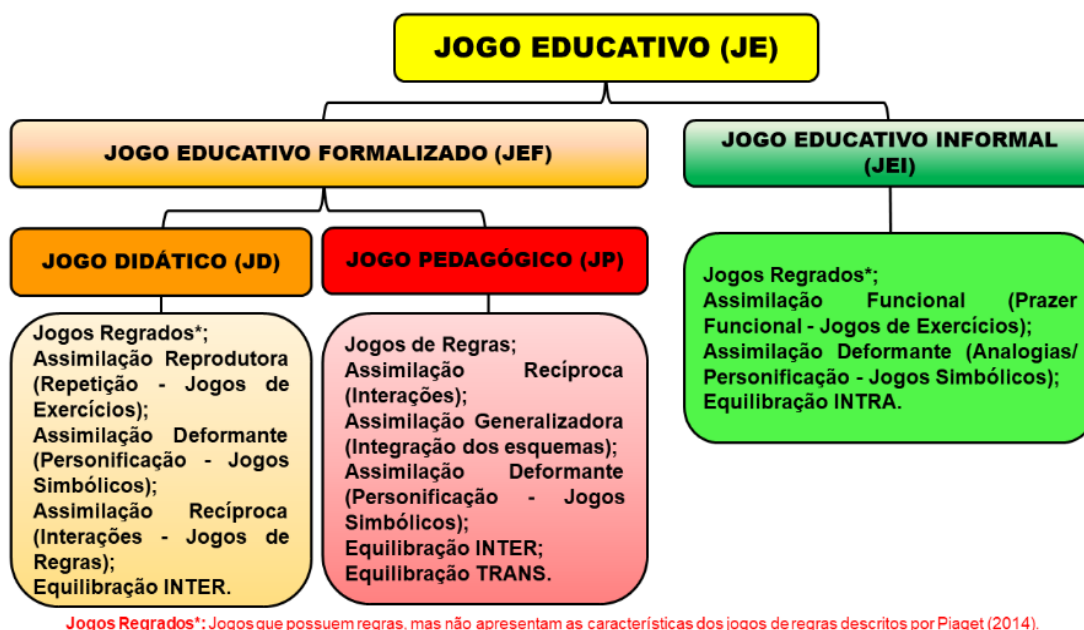 JOGO EDUCATIVO (JE)
JOGO EDUCATIVO FORMALIZADO (JEF)
JOGO EDUCATIVO INFORMAL
(JEI)
JOGO DIDÁTICO (JD)
JOGO PEDAGÓGICO (JP)
Jogos Regrados*;
Assimilação Reprodutora
(Repetição - Jogos de
Exercícios);
Assimilação Deformante
(Personificação - Jogos
Simbólicos);
Assimilação Recíproca
(Interações - Jogos de
Regras);
Equilibração INTER.
Jogos de Regras;
Assimilação Recíproca
(Interações);
Assimilação Generalizadora
(Integração dos esquemas);
Assimilação Deformante
(Personificação - Jogos
Simbólicos);
Equilibração INTER;
Equilibração TRANS.
Jogos Regrados*;
Assimilação Funcional (Prazer
Funcional - Jogos de Exercícios);
Assimilação Deformante (Analogias/
Personificação - Jogos Simbólicos);
Equilibração INTRA.
Jogos Regrados*: Jogos que possuem regras, mas não apresentam as características dos jogos de regras descritos por Piaget (2014).